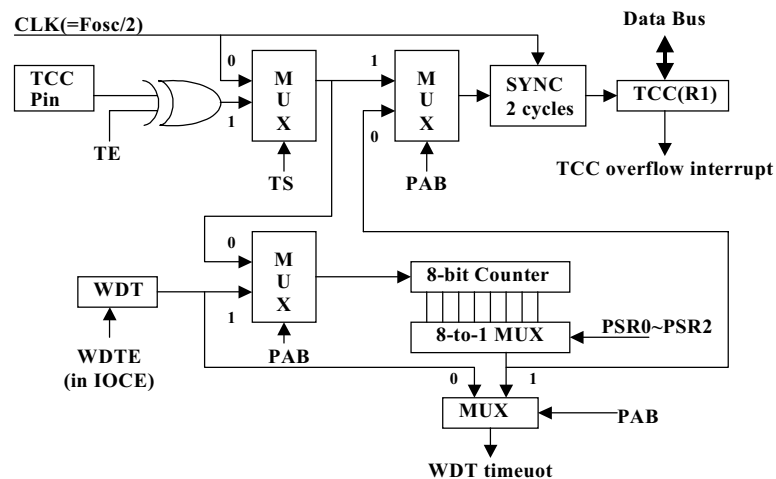 Data Bus
CLK(=Fosc/2)
0
1
TCC
Pin
M
U
X
M
U
X
SYNC
2 cycles
TCC(R1)
1
0
TE
TS
PAB
TCC overflow interrupt
0
M
U
X
8-bit Counter
WDT
1
8-to-1 MUX
PSR0~PSR2
WDTE
(in IOCE)
PAB
0
1
MUX
PAB
WDT timeuot